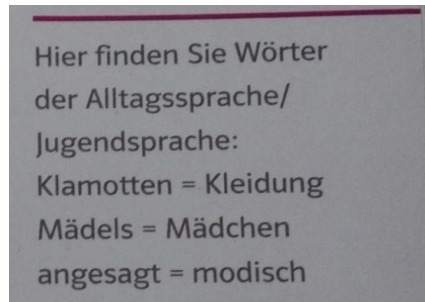 Hier finden Sie Wörter
der Alltagssprache/
Jugendsprache:
Klamotten = Kleidung
Mädels = Mädchen
angesagt = modisch